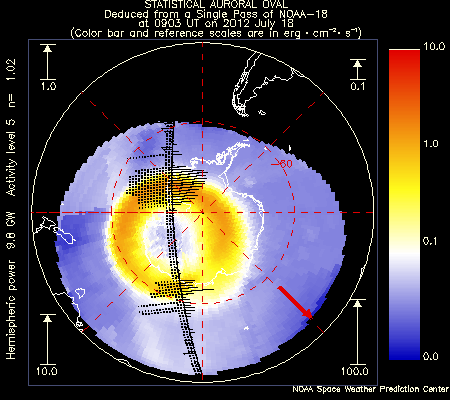 STATISTICAL AURORAL OVAL
Deduced from a Single Pass of NOAA-18
at 0903 UT on 2012 July 18
(Color bar and reference scales are in erg·cm⁻²·s⁻¹)
Hemispheric power 9.8 GW Activity level 5 n= 1.02
1.0
0.1
10.0
1.0
-60
0.1
0.0
10.0
100.0
NOAA Space Weather Prediction Center